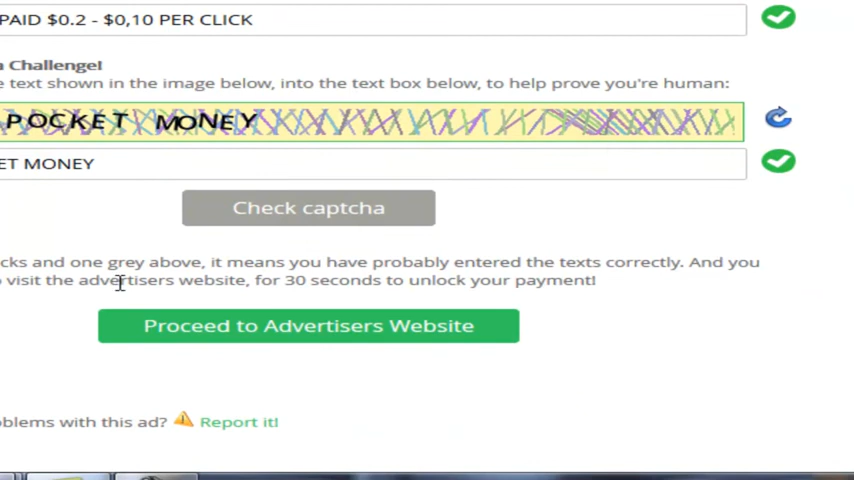 PAID $0.2 - $0,10 PER CLICK
n Challenge!
e text shown in the image below, into the text box below, to help prove you're human:
POCKET MONEY
ET MONEY
Check captcha
cks and one grey above, it means you have probably entered the texts correctly. And you
o visit the advertisers website, for 30 seconds to unlock your payment!
Proceed to Advertisers Website
oblems with this ad? Report it!